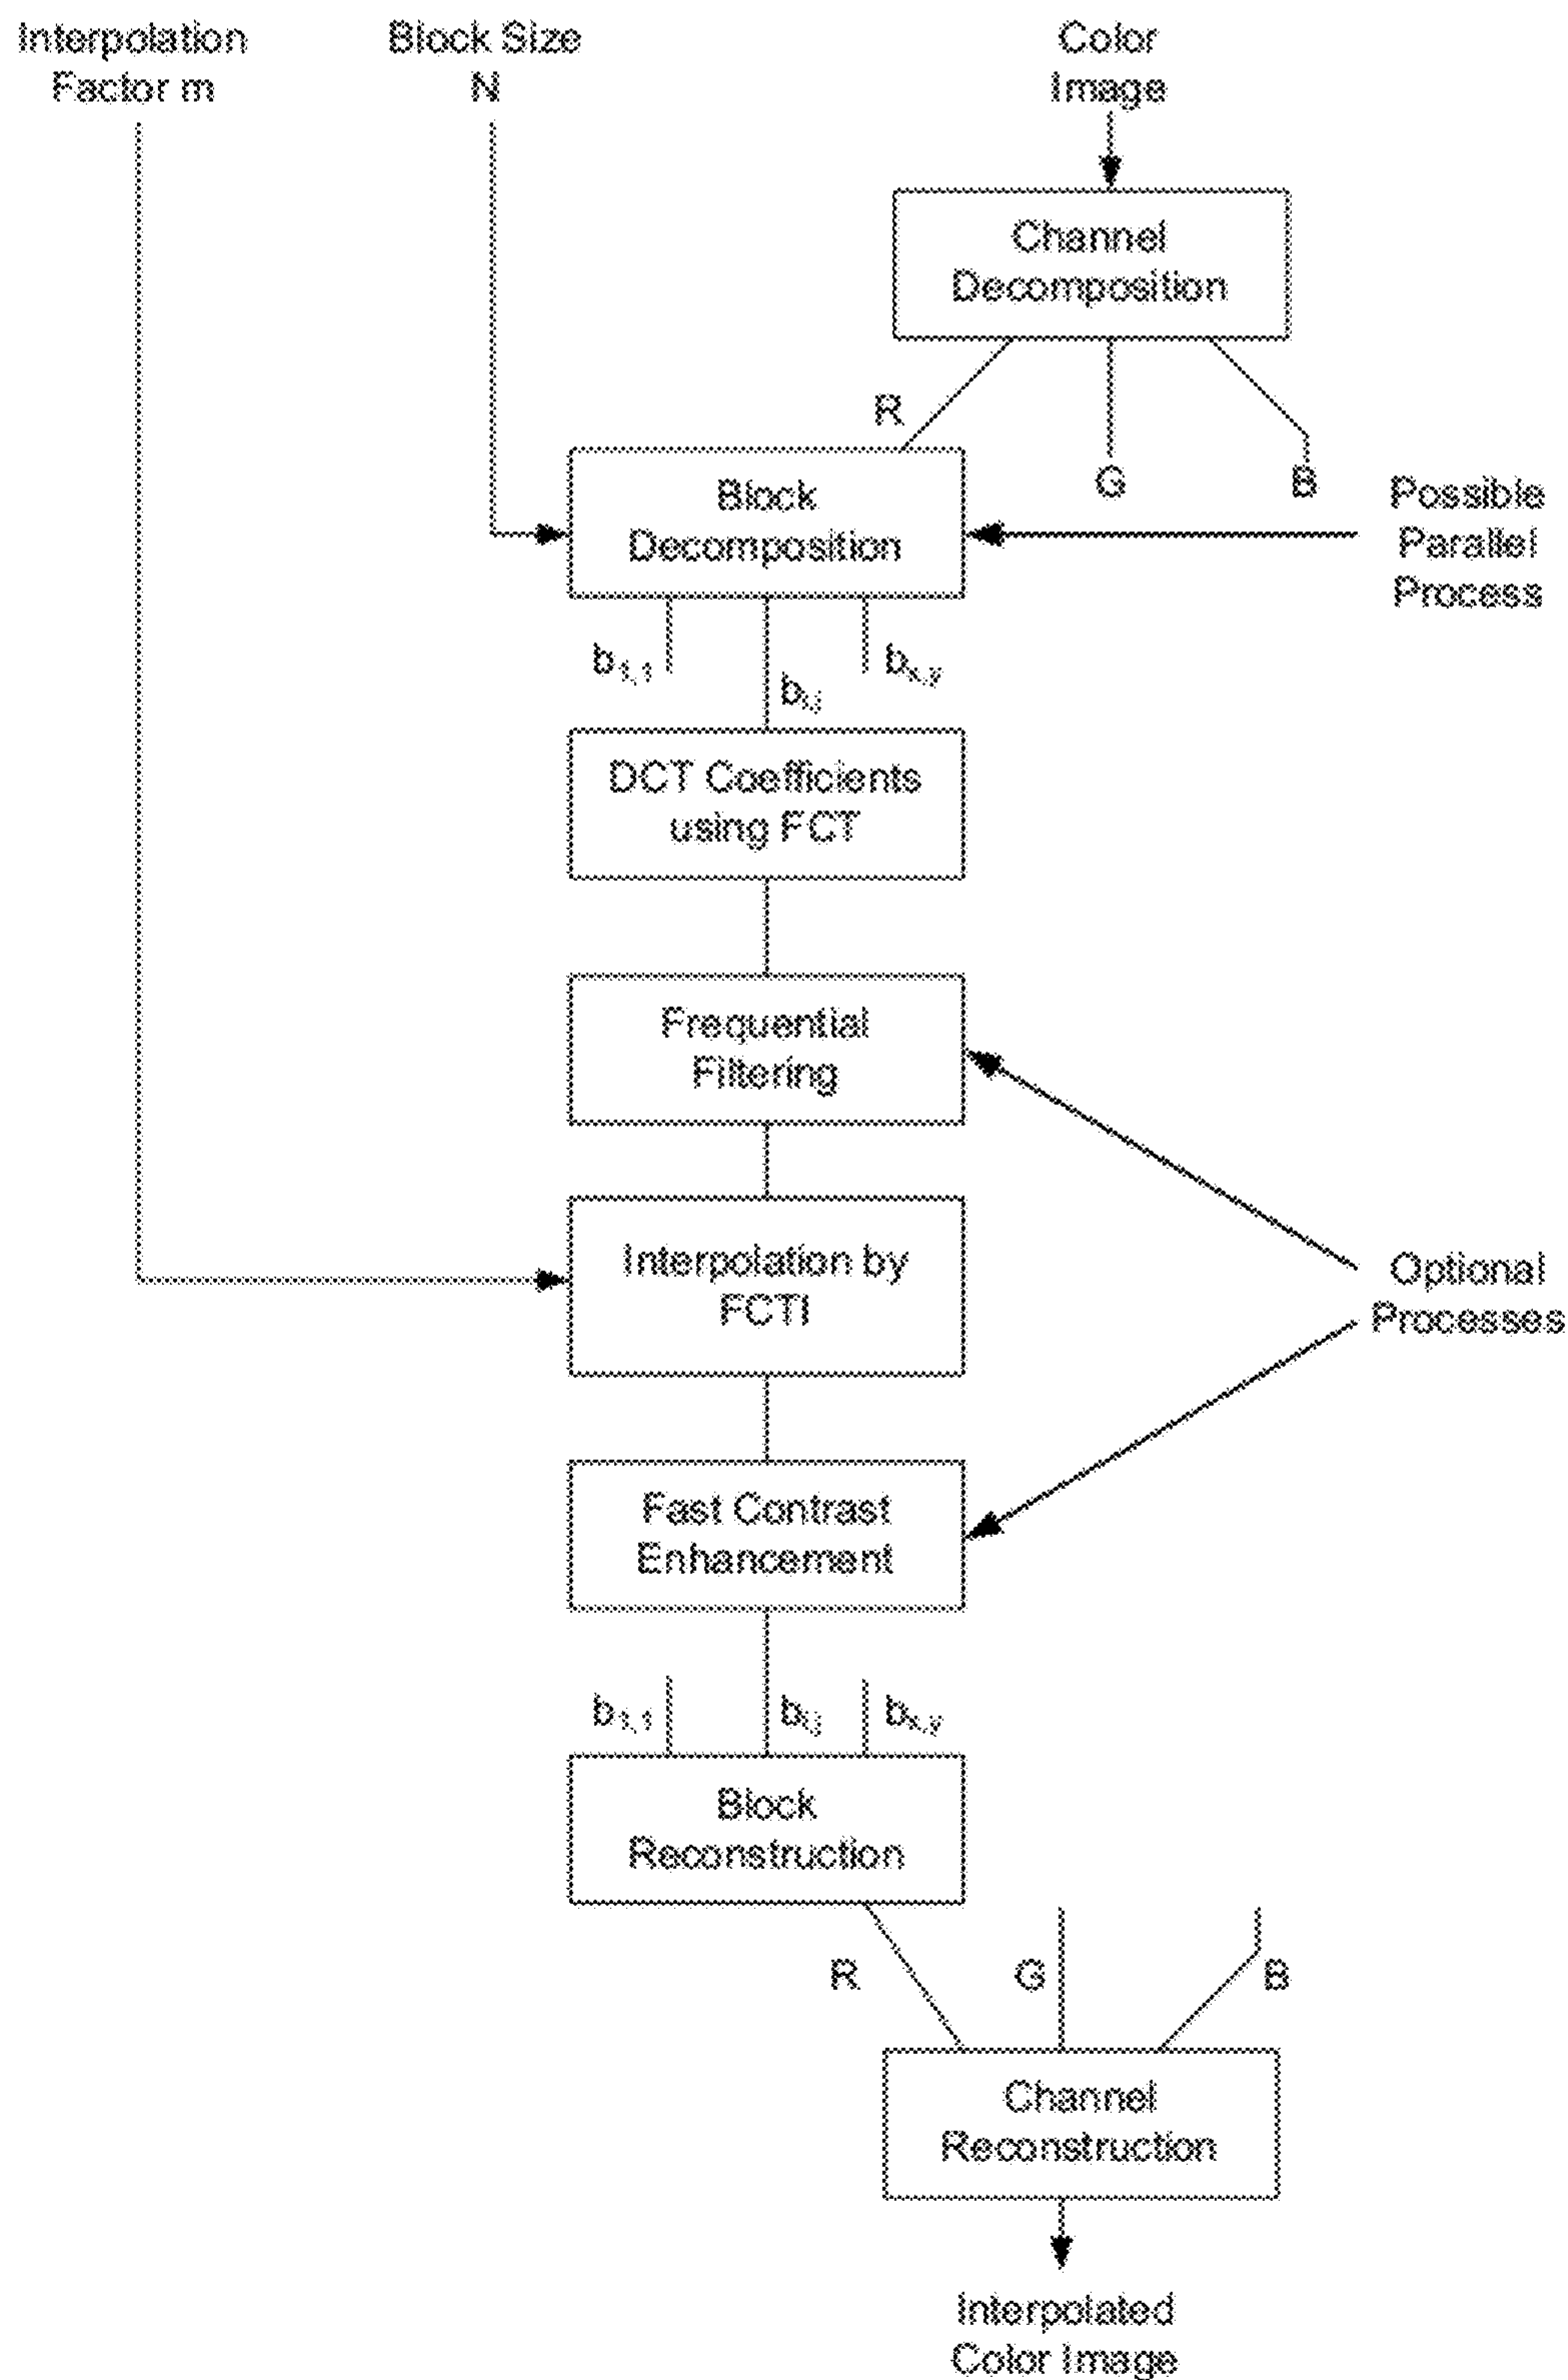 Interpolation
Factor m
Block Size
N
Color
Image
Channel
Decomposition
R
G
B
Block
Decomposition
Possible
Parallel
Process
b1,1
bi,j
bx,y
DCT Coefficients
using FCT
Frequential
Filtering
Interpolation by
FCTI
Optional
Processes
Fast Contrast
Enhancement
b1,1
bi,j
bx,y
Block
Reconstruction
R
G
B
Channel
Reconstruction
Interpolated
Color Image